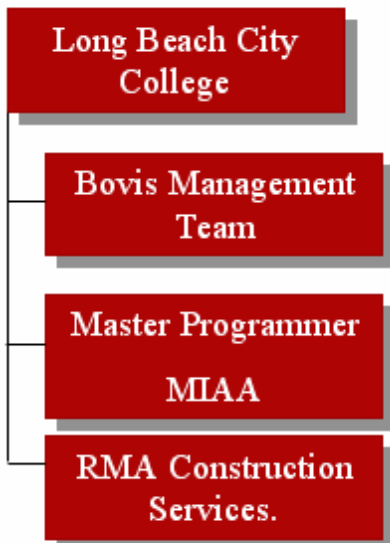 Long Beach City
College
Bovis Management
Team
Master Programmer
MIAA
RMA Construction
Services.